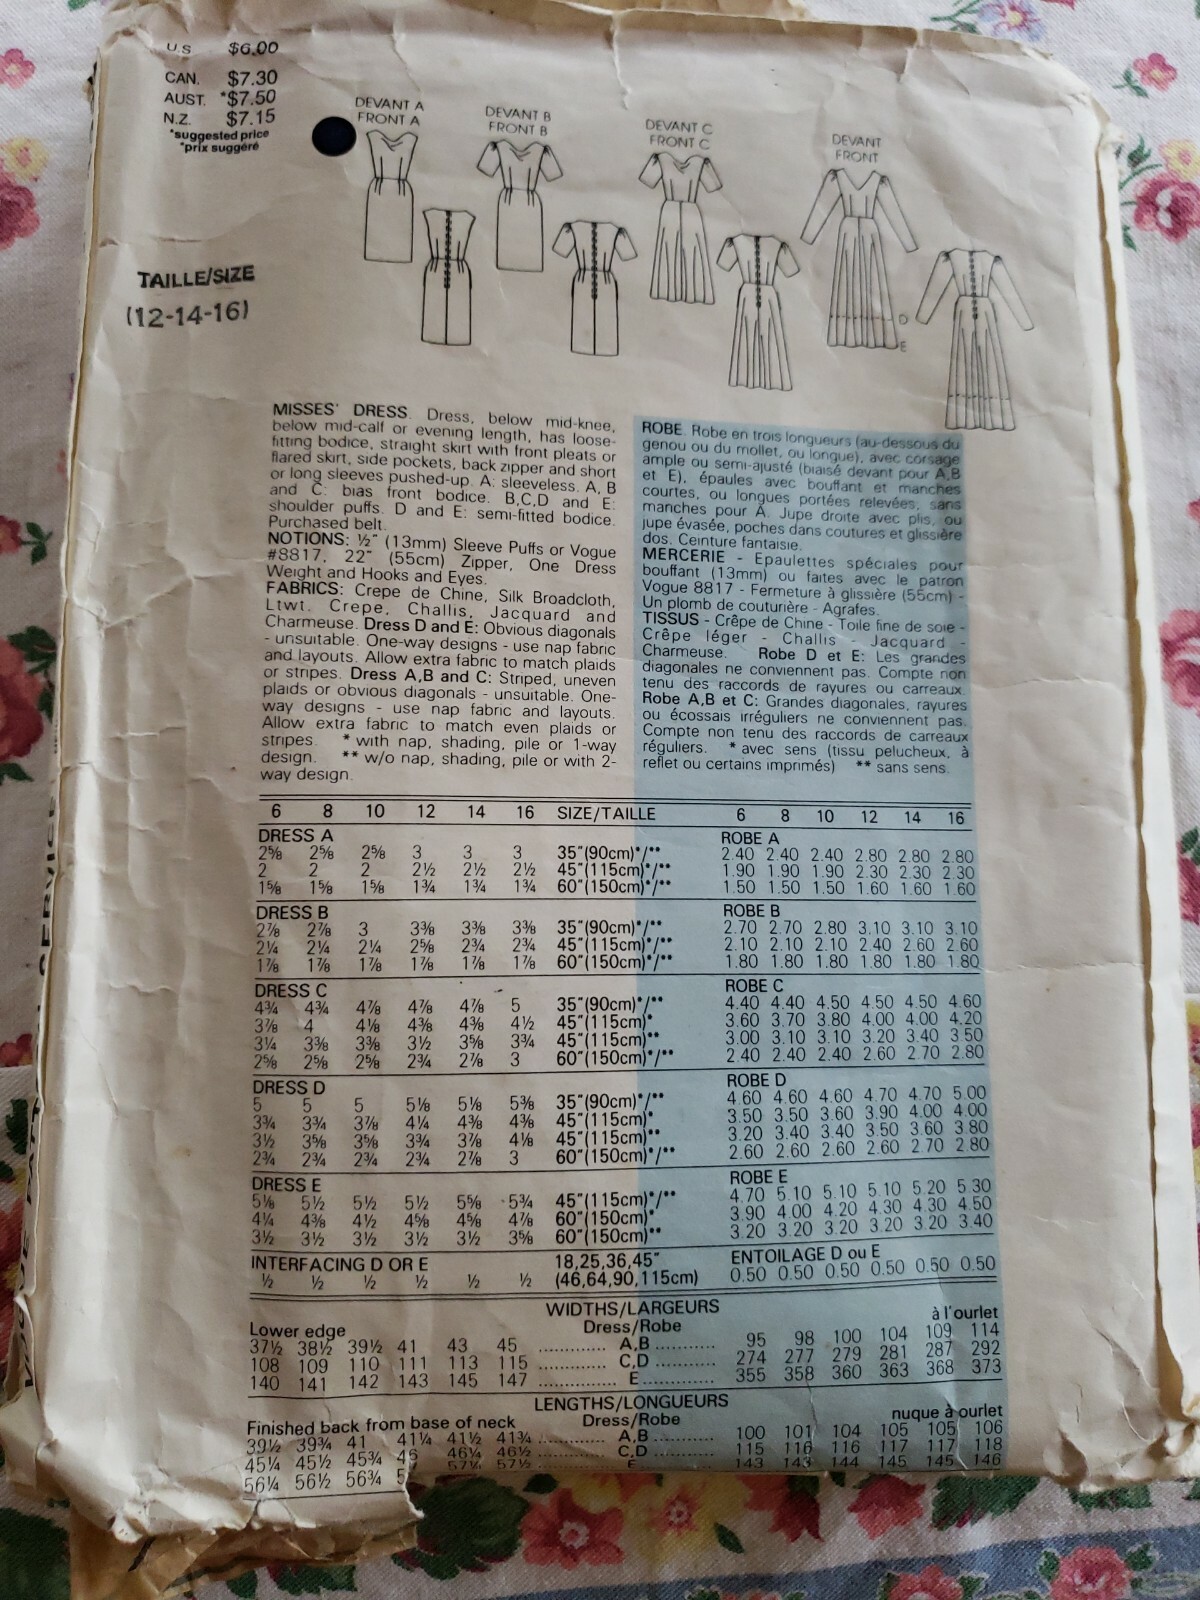 U.S. $6.00
CAN. $7.30
AUST. *$7.50
N.Z. $7.15
*suggested price
*prix suggéré
DEVANT A
FRONT A
DEVANT B
FRONT B
DEVANT C
FRONT C
DEVANT
FRONT
D
E
TAILLE/SIZE
(12-14-16)
MISSES' DRESS. Dress, below mid-knee,
below mid-calf or evening length, has loose-
fitting bodice, straight skirt with front pleats or
flared skirt, side pockets, back zipper and short
or long sleeves pushed-up. A: sleeveless. A, B
and C: bias front bodice. B,C,D and E:
shoulder puffs. D and E: semi-fitted bodice.
Purchased belt.
NOTIONS: ½" (13mm) Sleeve Puffs or Vogue
#8817, 22" (55cm) Zipper, One Dress
Weight and Hooks and Eyes.
FABRICS: Crepe de Chine, Silk Broadcloth,
Ltwt. Crepe, Challis, Jacquard and
Charmeuse. Dress D and E: Obvious diagonals
- unsuitable. One-way designs - use nap fabric
and layouts. Allow extra fabric to match plaids
or stripes. Dress A,B and C: Striped, uneven
plaids or obvious diagonals - unsuitable. One-
way designs - use nap fabric and layouts.
Allow extra fabric to match even plaids or
stripes. * with nap, shading, pile or 1-way
design. ** w/o nap, shading, pile or with 2-
way design.
ROBE Robe en trois longueurs (au-dessous du
genou ou du mollet, ou longue), avec corsage
ample ou semi-ajusté (biaisé devant pour A,B
et E), épaules avec bouffant et manches
courtes, ou longues portées relevées, sans
manches pour A. Jupe droite avec plis, ou
jupe évasée, poches dans coutures et glissière
dos. Ceinture fantaisie.
MERCERIE - Epaulettes spéciales pour
bouffant (13mm) ou faites avec le patron
Vogue 8817 - Fermeture à glissière (55cm) -
Un plomb de couturière - Agrafes.
TISSUS - Crêpe de Chine - Toile fine de soie -
Crêpe léger - Challis - Jacquard -
Charmeuse. Robe D et E: Les grandes
diagonales ne conviennent pas. Compte non
tenu des raccords de rayures ou carreaux.
Robe A,B et C: Grandes diagonales, rayures
ou écossais irréguliers ne conviennent pas.
Compte non tenu des raccords de carreaux
réguliers. * avec sens (tissu pelucheux, à
reflet ou certains imprimés) ** sans sens.
6 8 10 12 14 16 SIZE/TAILLE 6 8 10 12 14 16
DRESS A ROBE A
2⅝ 2⅝ 2⅝ 3 3 3 35"(90cm)*/** 2.40 2.40 2.40 2.80 2.80 2.80
2 2 2 2½ 2½ 2½ 45"(115cm)*/** 1.90 1.90 1.90 2.30 2.30 2.30
1⅝ 1⅝ 1⅝ 1¾ 1¾ 1¾ 60"(150cm)*/** 1.50 1.50 1.50 1.60 1.60 1.60
DRESS B ROBE B
2⅞ 2⅞ 3 3⅜ 3⅜ 3⅜ 35"(90cm)*/** 2.70 2.70 2.80 3.10 3.10 3.10
2¼ 2¼ 2¼ 2⅝ 2¾ 2¾ 45"(115cm)*/** 2.10 2.10 2.10 2.40 2.60 2.60
1⅞ 1⅞ 1⅞ 1⅞ 1⅞ 1⅞ 60"(150cm)*/** 1.80 1.80 1.80 1.80 1.80 1.80
DRESS C ROBE C
4¾ 4¾ 4⅞ 4⅞ 4⅞ 5 35"(90cm)*/** 4.40 4.40 4.50 4.50 4.50 4.60
3⅞ 4 4⅛ 4⅜ 4⅜ 4½ 45"(115cm)* 3.60 3.70 3.80 4.00 4.00 4.20
3¼ 3⅜ 3⅜ 3½ 3⅝ 3¾ 45"(115cm)** 3.00 3.10 3.10 3.20 3.40 3.50
2⅝ 2⅝ 2⅝ 2¾ 2⅞ 3 60"(150cm)*/** 2.40 2.40 2.40 2.60 2.70 2.80
DRESS D ROBE D
5 5 5 5⅛ 5⅛ 5⅜ 35"(90cm)*/** 4.60 4.60 4.60 4.70 4.70 5.00
3¾ 3¾ 3⅞ 4¼ 4⅜ 4⅜ 45"(115cm)* 3.50 3.50 3.60 3.90 4.00 4.00
3½ 3⅝ 3⅝ 3¾ 3⅞ 4⅛ 45"(115cm)** 3.20 3.40 3.40 3.50 3.60 3.80
2¾ 2¾ 2¾ 2¾ 2⅞ 3 60"(150cm)*/** 2.60 2.60 2.60 2.60 2.70 2.80
DRESS E ROBE E
5⅛ 5½ 5½ 5½ 5⅝ 5¾ 45"(115cm)*/** 4.70 5.10 5.10 5.10 5.20 5.30
4¼ 4⅜ 4½ 4⅝ 4⅝ 4⅞ 60"(150cm)* 3.90 4.00 4.20 4.30 4.30 4.50
3½ 3½ 3½ 3½ 3½ 3⅝ 60"(150cm)** 3.20 3.20 3.20 3.20 3.20 3.40
INTERFACING D OR E 18,25,36,45" ENTOILAGE D ou E
½ ½ ½ ½ ½ ½ (46,64,90,115cm) 0.50 0.50 0.50 0.50 0.50 0.50
WIDTHS/LARGEURS
Lower edge Dress/Robe à l'ourlet
37½ 38½ 39½ 41 43 45 ............. A,B ........... 95 98 100 104 109 114
108 109 110 111 113 115 ............. C,D ........... 274 277 279 281 287 292
140 141 142 143 145 147 ............. E ............. 355 358 360 363 368 373
LENGTHS/LONGUEURS
Finished back from base of neck Dress/Robe nuque à ourlet
39½ 39¾ 41 41¼ 41½ 41¾ ............. A,B ........... 100 101 104 105 105 106
45¼ 45½ 45¾ 46 46¼ 46½ ............. C,D ........... 115 116 116 117 117 118
56¼ 56½ 56¾ 5 57¼ 57½ ............. E ............. 143 143 144 145 145 146